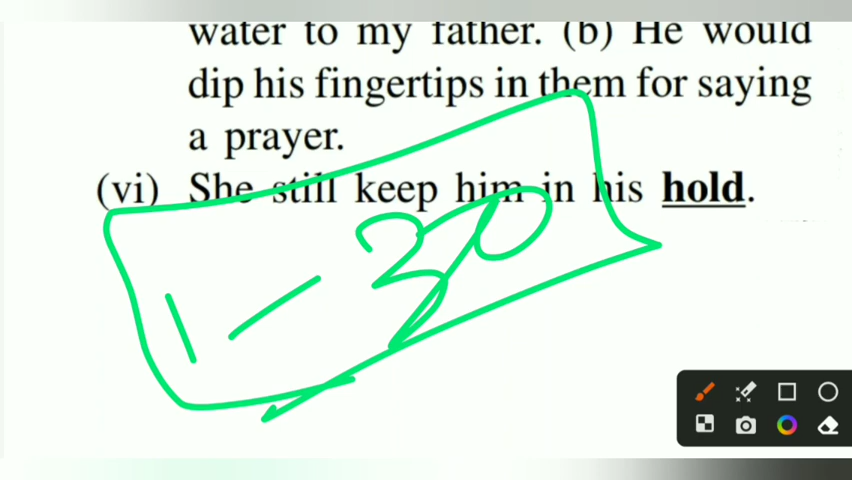 water to my father. (b) He would
dip his fingertips in them for saying
a prayer.
(vi) She still keep him in his hold.
1 – 30